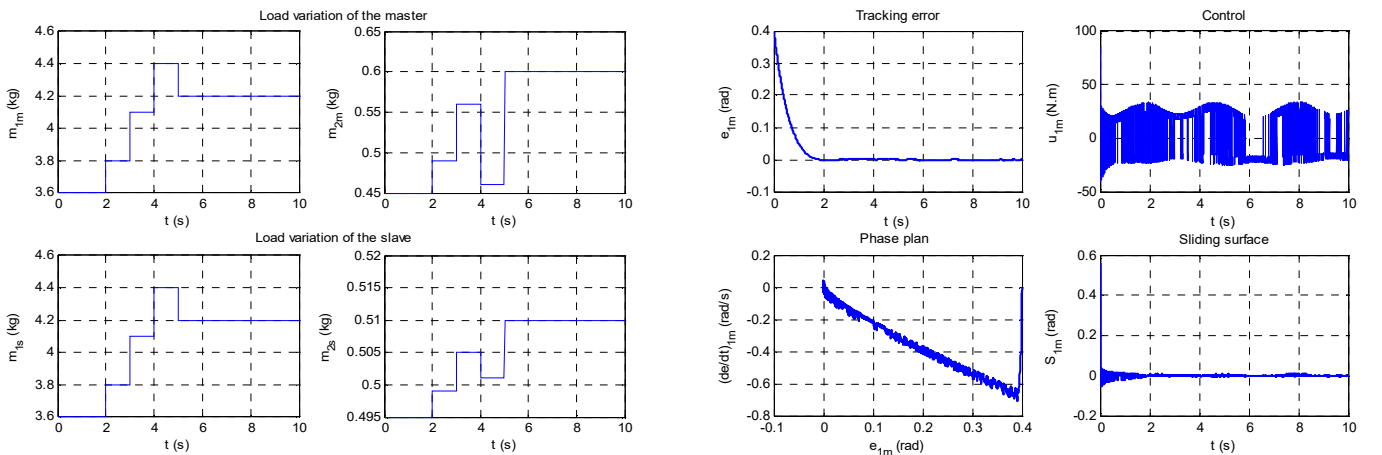 Load variation of the master
4.6
4.4
4.2
4
3.8
3.6
m1m (kg)
0 2 4 6 8 10
t (s)
0.65
0.6
0.55
0.5
0.45
m2m (kg)
0 2 4 6 8 10
t (s)
Load variation of the slave
4.6
4.4
4.2
4
3.8
3.6
m1s (kg)
0 2 4 6 8 10
t (s)
0.52
0.515
0.51
0.505
0.5
0.495
m2s (kg)
0 2 4 6 8 10
t (s)
Tracking error
0.4
0.3
0.2
0.1
0
-0.1
e1m (rad)
0 2 4 6 8 10
t (s)
Control
100
50
0
-50
u1m (N.m)
0 2 4 6 8 10
t (s)
Phase plan
0.2
0
-0.2
-0.4
-0.6
-0.8
(de/dt)1m (rad/s)
-0.1 0 0.1 0.2 0.3 0.4
e1m (rad)
Sliding surface
0.6
0.4
0.2
0
-0.2
S1m (rad)
0 2 4 6 8 10
t (s)